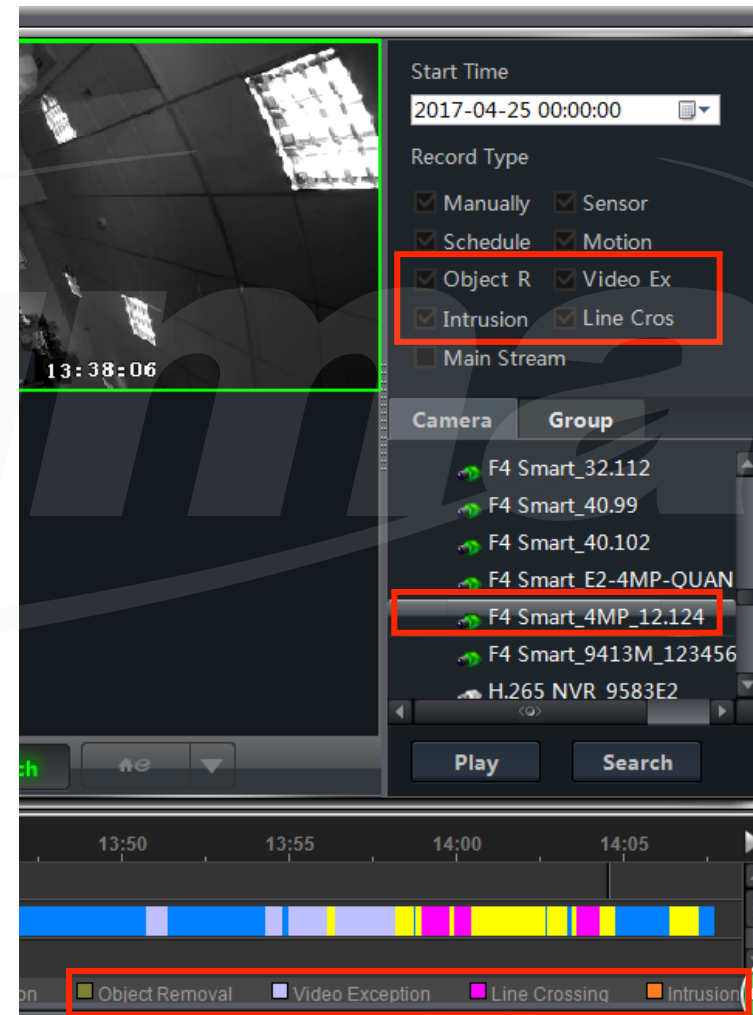 Start Time
2017-04-25 00:00:00
Record Type
Manually Sensor
Schedule Motion
Object R Video Ex
Intrusion Line Cros
Main Stream
13:38:06
Camera Group
F4 Smart_32.112
F4 Smart_40.99
F4 Smart_40.102
F4 Smart_E2-4MP-QUAN
F4 Smart_4MP_12.124
F4 Smart_9413M_123456
H.265 NVR_9583E2
ch
Play Search
13:50 13:55 14:00 14:05
on Object Removal Video Exception Line Crossing Intrusion